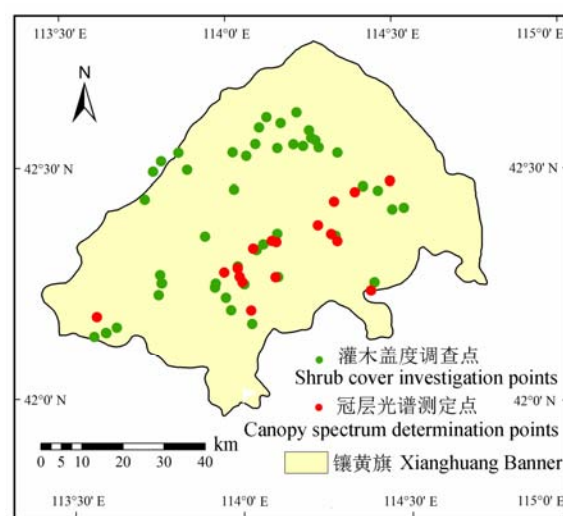 113°30′ E 114°0′ E 114°30′ E 115°0′ E
N
42°30′ N 42°30′ N
灌木盖度调查点
Shrub cover investigation points
42°0′ N 42°0′ N
冠层光谱测定点
Canopy spectrum determination points
km
0 5 10 20 30 40
镶黄旗 Xianghuang Banner
113°30′ E 114°0′ E 114°30′ E 115°0′ E